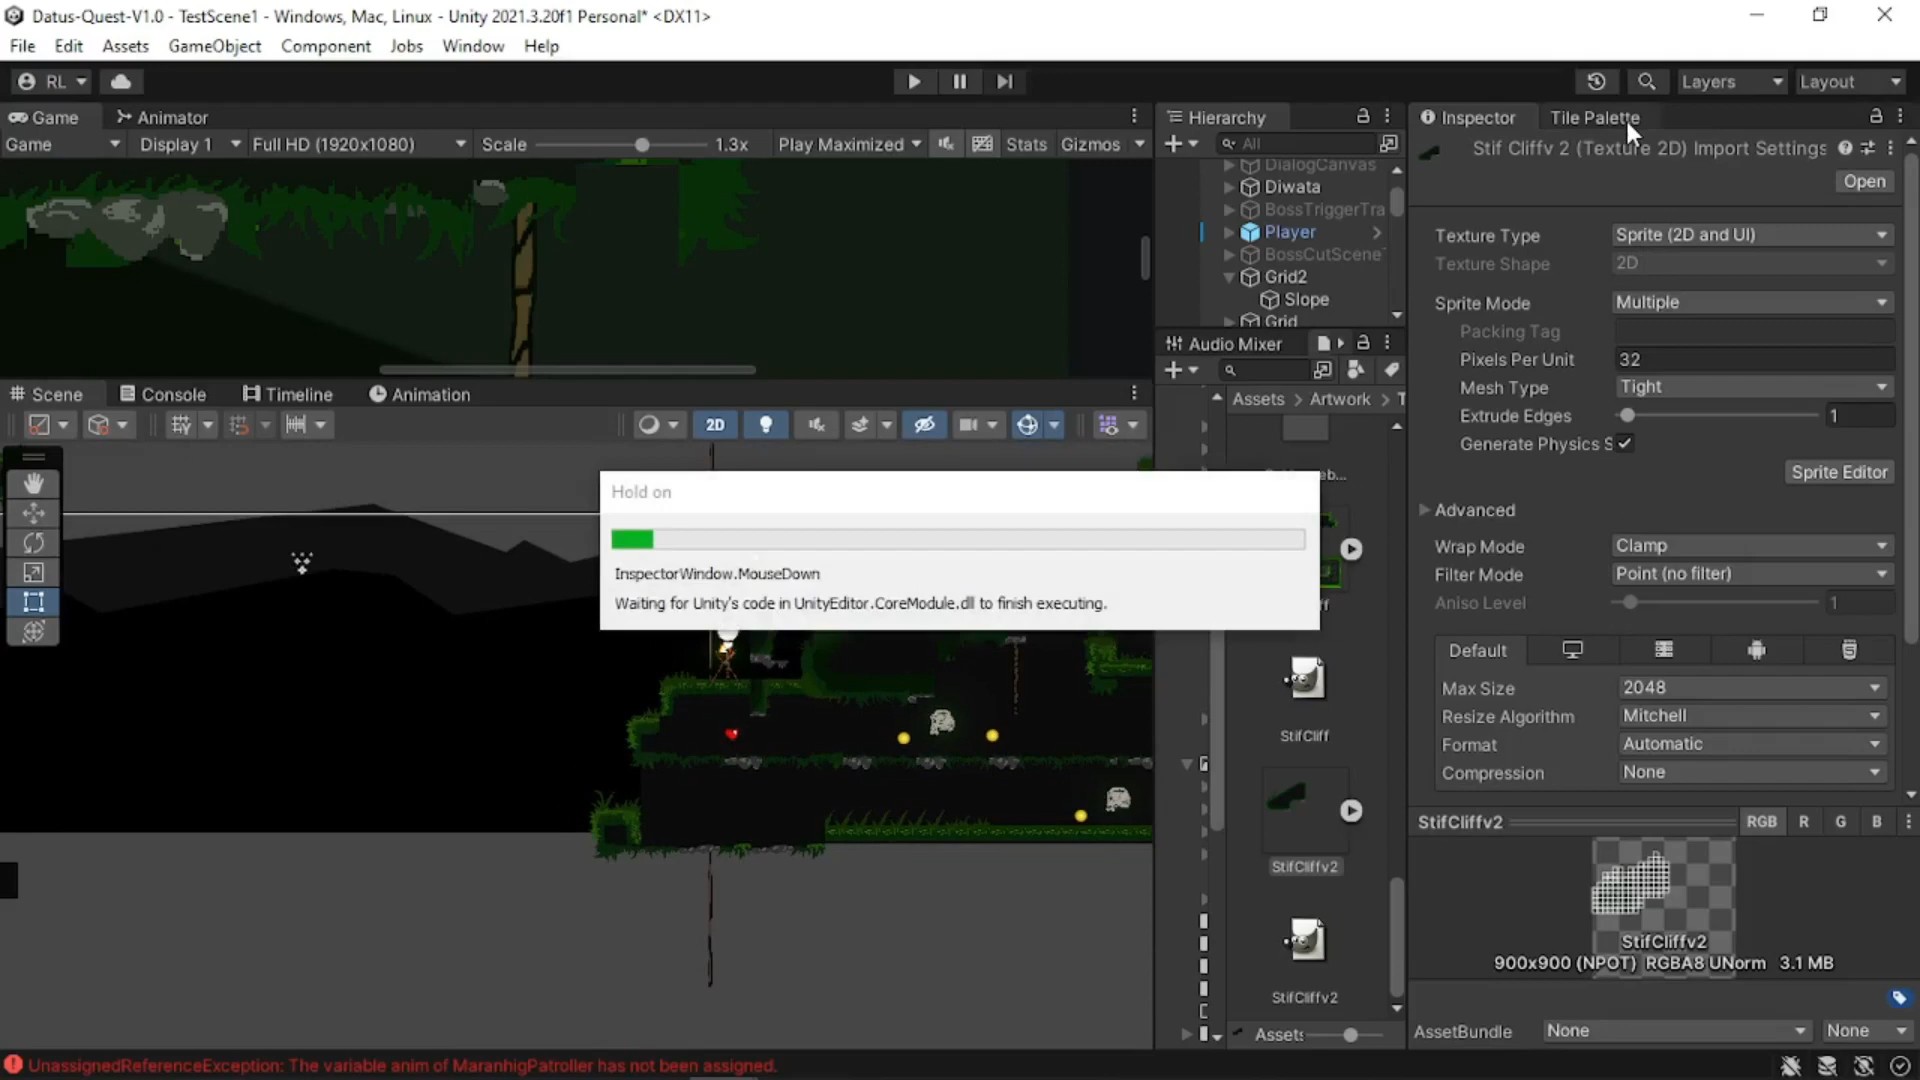 Datus-Quest-V1.0 - TestScene1 - Windows, Mac, Linux - Unity 2021.3.20f1 Personal* <DX11>
File Edit Assets GameObject Component Jobs Window Help
RL Layers Layout
Game Animator
Game Display 1 Full HD (1920x1080) Scale 1.3x Play Maximized Stats Gizmos
Scene Console Timeline Animation
2D
Hold on
InspectorWindow.MouseDown
Waiting for Unity's code in UnityEditor.CoreModule.dll to finish executing.
Hierarchy
All
DialogCanvas
Diwata
BossTriggerTra
Player
BossCutScene
Grid2
Slope
Grid
Audio Mixer
Assets > Artwork > T
StifCliff
StifCliffv2
StifCliffv2
Assets
Inspector Tile Palette
Stif Cliffv 2 (Texture 2D) Import Settings
Open
Texture Type Sprite (2D and UI)
Texture Shape 2D
Sprite Mode Multiple
Packing Tag
Pixels Per Unit 32
Mesh Type Tight
Extrude Edges 1
Generate Physics S
Sprite Editor
Advanced
Wrap Mode Clamp
Filter Mode Point (no filter)
Aniso Level 1
Default
Max Size 2048
Resize Algorithm Mitchell
Format Automatic
Compression None
StifCliffv2 RGB R G B
StifCliffv2
900x900 (NPOT) RGBA8 UNorm 3.1 MB
AssetBundle None None
UnassignedReferenceException: The variable anim of MaranhigPatroller has not been assigned.